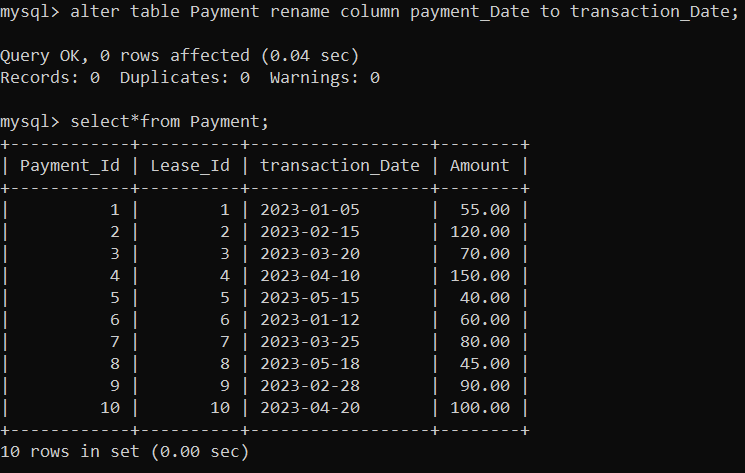 mysql> alter table Payment rename column payment_Date to transaction_Date;
Query OK, 0 rows affected (0.04 sec)
Records: 0  Duplicates: 0  Warnings: 0
mysql> select*from Payment;
+------------+----------+------------------+--------+
| Payment_Id | Lease_Id | transaction_Date | Amount |
+------------+----------+------------------+--------+
|          1 |        1 | 2023-01-05       |  55.00 |
|          2 |        2 | 2023-02-15       | 120.00 |
|          3 |        3 | 2023-03-20       |  70.00 |
|          4 |        4 | 2023-04-10       | 150.00 |
|          5 |        5 | 2023-05-15       |  40.00 |
|          6 |        6 | 2023-01-12       |  60.00 |
|          7 |        7 | 2023-03-25       |  80.00 |
|          8 |        8 | 2023-05-18       |  45.00 |
|          9 |        9 | 2023-02-28       |  90.00 |
|         10 |       10 | 2023-04-20       | 100.00 |
+------------+----------+------------------+--------+
10 rows in set (0.00 sec)